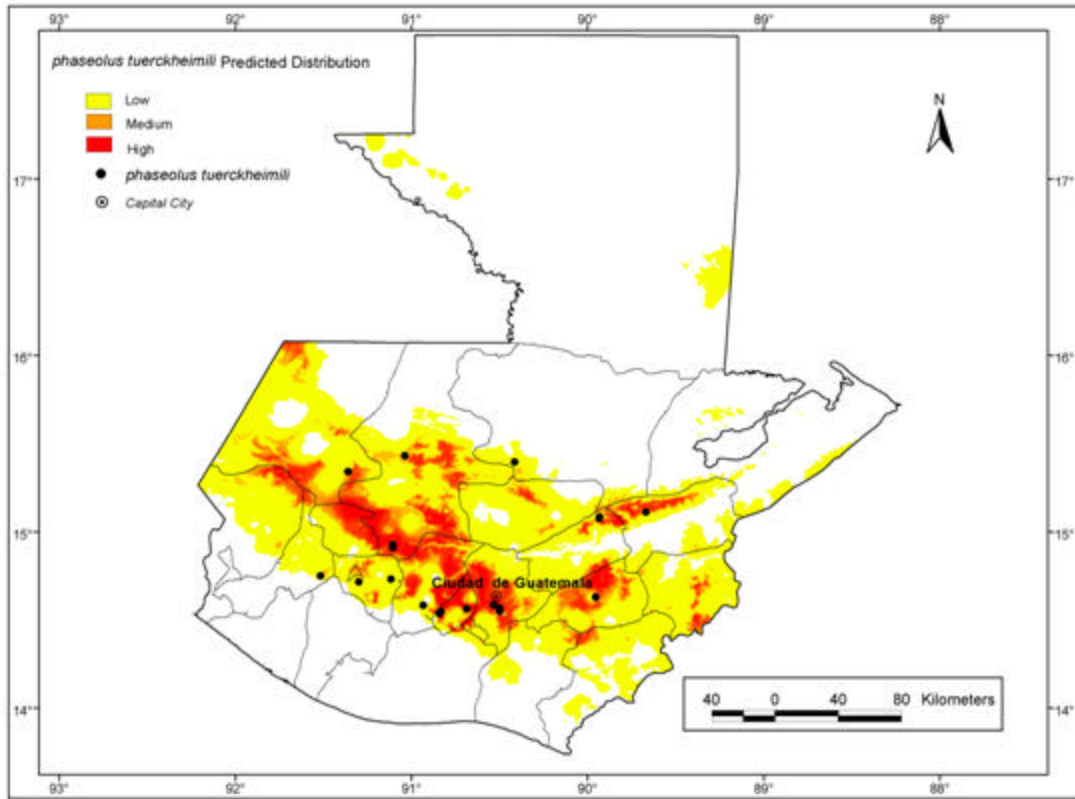 93° 92° 91° 90° 89° 88°
phaseolus tuerckheimili Predicted Distribution
Low
Medium
High
phaseolus tuerckheimili
Capital City
N
17° 17°
16° 16°
15° 15°
Ciudad de Guatemala
40 0 40 80 Kilometers
14° 14°
93° 92° 91° 90° 89° 88°